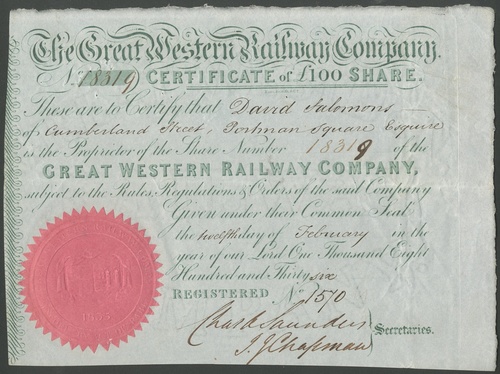 The Great Western Railway Company.
No. 18319 CERTIFICATE of £100 SHARE.
These are to Certify that David Salomons
of Cumberland Street, Portman Square Esquire
is the Proprietor of the Share Number 18319 of the
GREAT WESTERN RAILWAY COMPANY,
subject to the Rules, Regulations & Orders of the said Company
Given under their Common Seal
the twelfth day of February in the
year of our Lord One Thousand Eight
Hundred and Thirty six
REGISTERED No. 1570
Chas A Saunders
T. J. Chapman
Secretaries.
1835